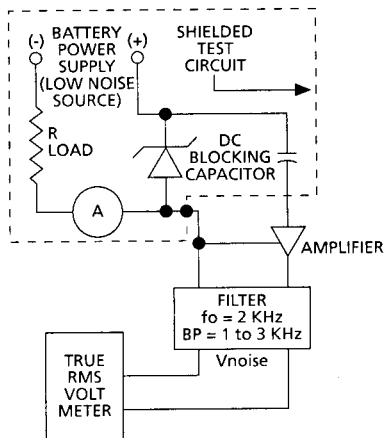 (-) BATTERY (+)
POWER
SUPPLY
(LOW NOISE
SOURCE)
SHIELDED
TEST
CIRCUIT
R
LOAD
DC
BLOCKING
CAPACITOR
A
AMPLIFIER
FILTER
fo = 2 KHz
BP = 1 to 3 KHz
Vnoise
TRUE
RMS
VOLT
METER